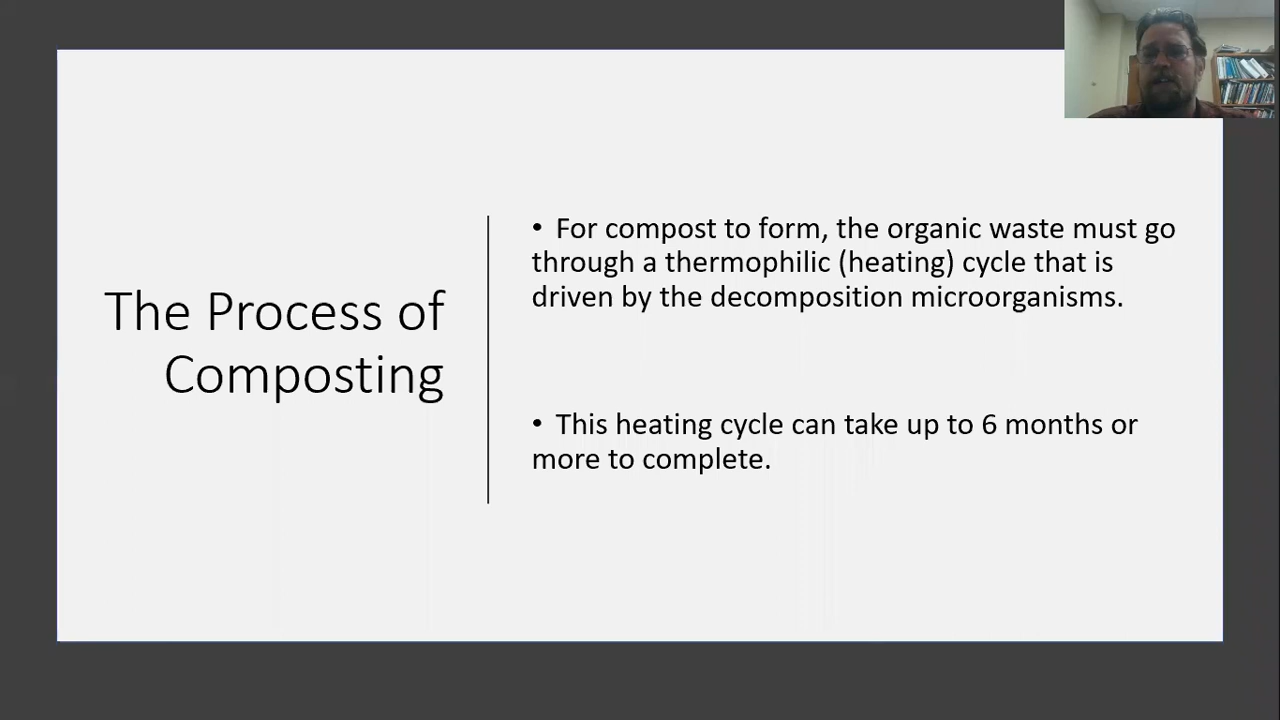 The Process of
Composting
• For compost to form, the organic waste must go
through a thermophilic (heating) cycle that is
driven by the decomposition microorganisms.
• This heating cycle can take up to 6 months or
more to complete.